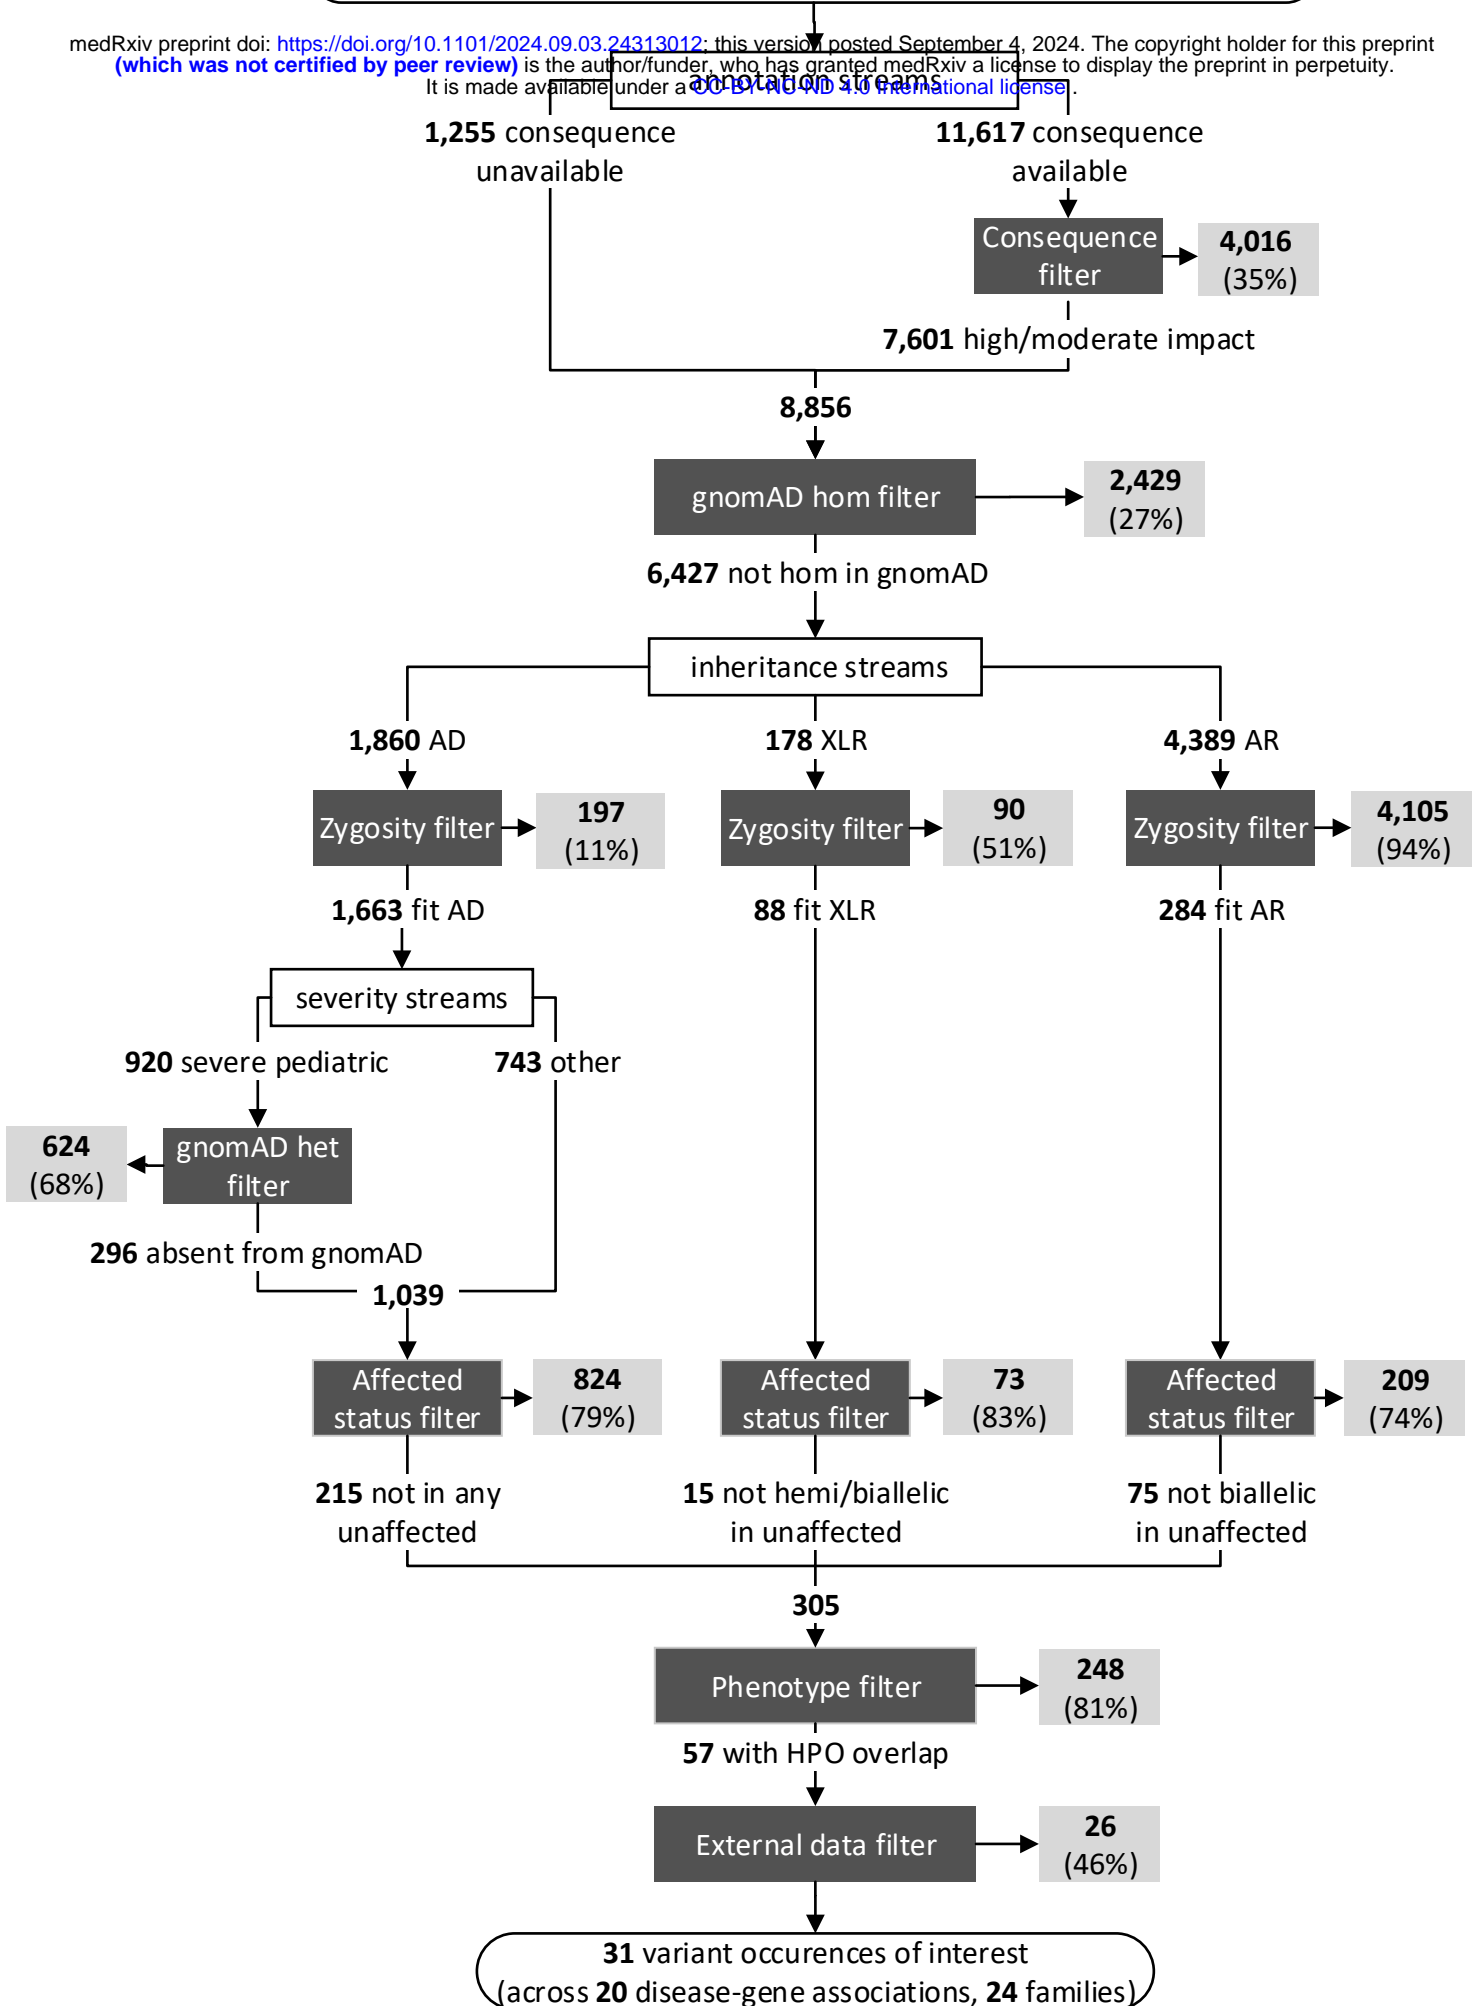 medRxiv preprint doi: https://doi.org/10.1101/2024.09.03.24313012; this version posted September 4, 2024. The copyright holder for this preprint
(which was not certified by peer review) is the author/funder, who has granted medRxiv a license to display the preprint in perpetuity.
It is made available under a CC-BY-NC-ND 4.0 International license .
annotation streams
1,255 consequence
unavailable
11,617 consequence
available
Consequence
filter
4,016
(35%)
7,601 high/moderate impact
8,856
gnomAD hom filter
2,429
(27%)
6,427 not hom in gnomAD
inheritance streams
1,860 AD
178 XLR
4,389 AR
Zygosity filter
197
(11%)
Zygosity filter
90
(51%)
Zygosity filter
4,105
(94%)
1,663 fit AD
88 fit XLR
284 fit AR
severity streams
920 severe pediatric
743 other
624
(68%)
gnomAD het
filter
296 absent from gnomAD
1,039
Affected
status filter
824
(79%)
Affected
status filter
73
(83%)
Affected
status filter
209
(74%)
215 not in any
unaffected
15 not hemi/biallelic
in unaffected
75 not biallelic
in unaffected
305
Phenotype filter
248
(81%)
57 with HPO overlap
External data filter
26
(46%)
31 variant occurences of interest
(across 20 disease-gene associations, 24 families)